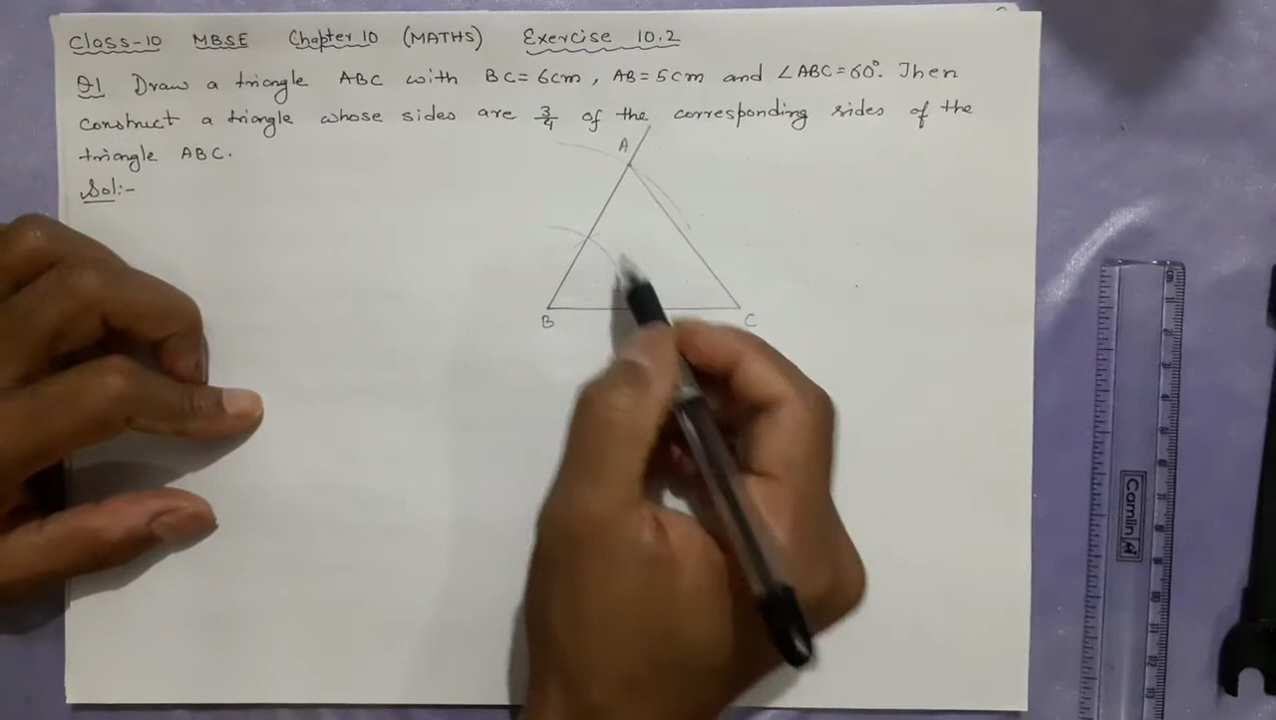 Class-10 MBSE Chapter 10 (MATHS) Exercise 10.2
Q1 Draw a triangle ABC with BC = 6cm, AB = 5cm and ∠ABC = 60°. Then
construct a triangle whose sides are 3/4 of the corresponding sides of the
triangle ABC.
Sol:-
A
B C
Camlin